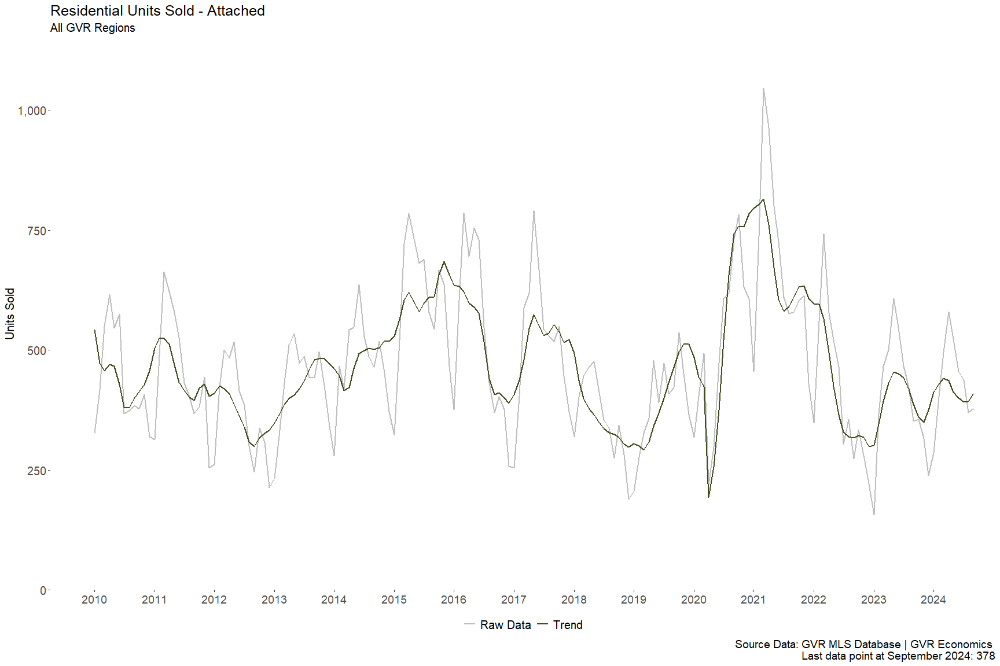 Residential Units Sold - Attached
All GVR Regions
1,000
750
500
250
0
Units Sold
2010 2011 2012 2013 2014 2015 2016 2017 2018 2019 2020 2021 2022 2023 2024
Raw Data Trend
Source Data: GVR MLS Database | GVR Economics
Last data point at September 2024: 378